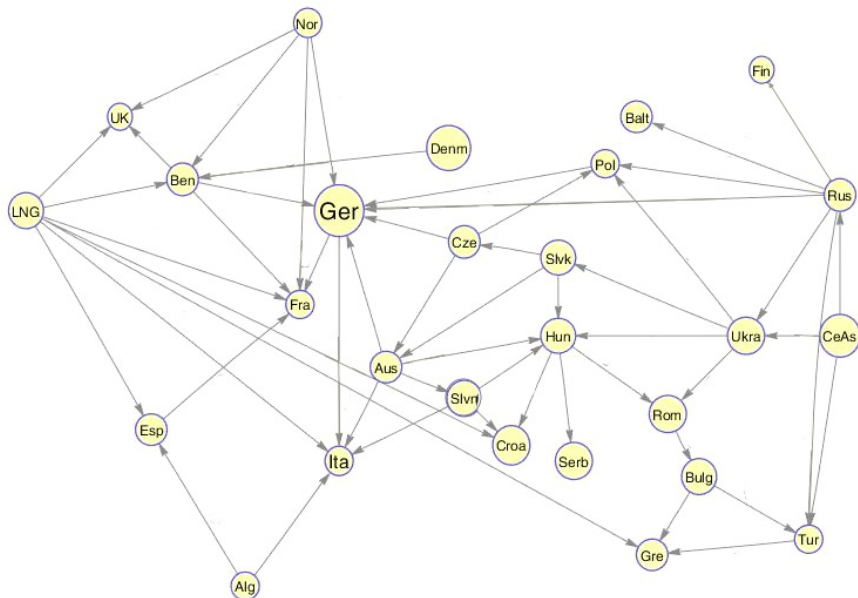 Nor
Fin
UK
Balt
Denm
Pol
Ben
Rus
LNG
Ger
Cze
Slvk
Fra
Hun
Ukra
CeAs
Aus
Slvn
Rom
Esp
Croa
Ita
Serb
Bulg
Tur
Gre
Alg